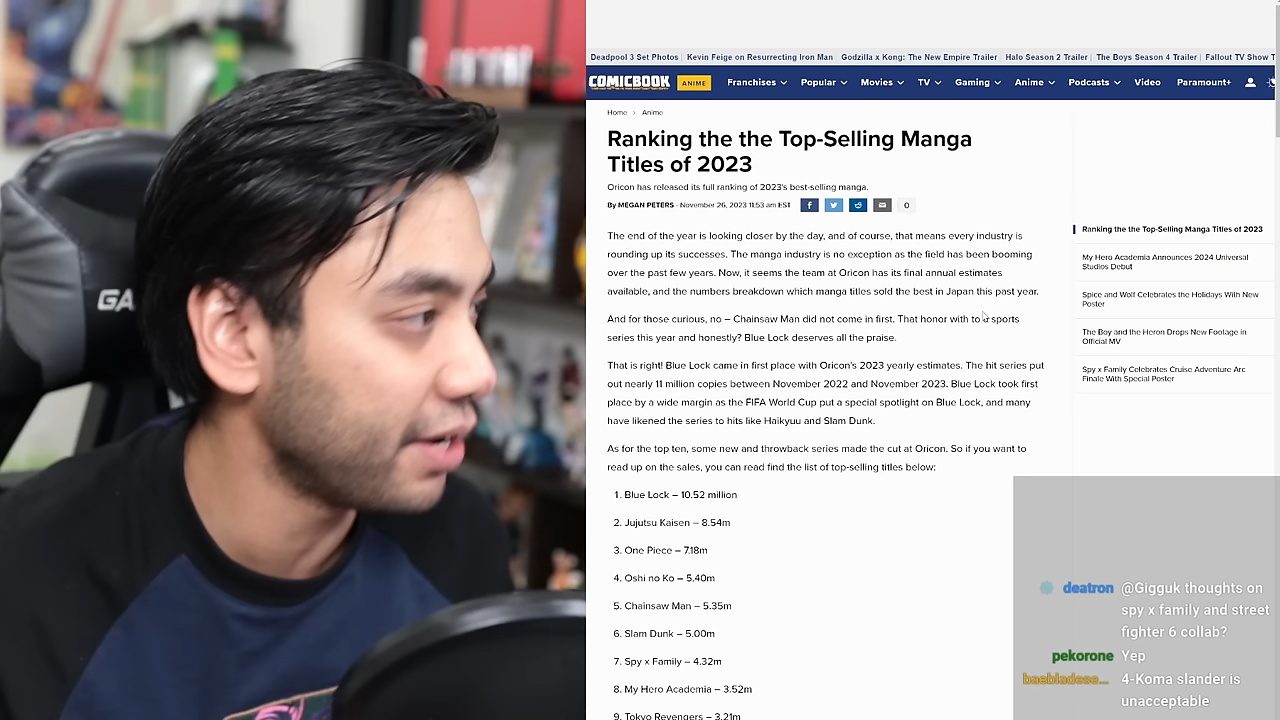 Deadpool 3 Set Photos | Kevin Feige on Resurrecting Iron Man Godzilla x Kong: The New Empire Trailer Halo Season 2 Trailer | The Boys Season 4 Trailer | Fallout TV Show T
COMICBOOK ANIME Franchises Popular Movies TV Gaming Anime Podcasts Video Paramount+
Home › Anime
Ranking the the Top-Selling Manga
Titles of 2023
Oricon has released its full ranking of 2023's best-selling manga.
By MEGAN PETERS - November 26, 2023 11:53 am EST 0
The end of the year is looking closer by the day, and of course, that means every industry is
rounding up its successes. The manga industry is no exception as the field has been booming
over the past few years. Now, it seems the team at Oricon has its final annual estimates
available, and the numbers breakdown which manga titles sold the best in Japan this past year.
And for those curious, no – Chainsaw Man did not come in first. That honor with to a sports
series this year and honestly? Blue Lock deserves all the praise.
That is right! Blue Lock came in first place with Oricon's 2023 yearly estimates. The hit series put
out nearly 11 million copies between November 2022 and November 2023. Blue Lock took first
place by a wide margin as the FIFA World Cup put a special spotlight on Blue Lock, and many
have likened the series to hits like Haikyuu and Slam Dunk.
As for the top ten, some new and throwback series made the cut at Oricon. So if you want to
read up on the sales, you can read find the list of top-selling titles below:
1. Blue Lock – 10.52 million
2. Jujutsu Kaisen – 8.54m
3. One Piece – 7.18m
4. Oshi no Ko – 5.40m
5. Chainsaw Man – 5.35m
6. Slam Dunk – 5.00m
7. Spy x Family – 4.32m
8. My Hero Academia – 3.52m
9. Tokyo Revengers – 3.21m
Ranking the the Top-Selling Manga Titles of 2023
My Hero Academia Announces 2024 Universal
Studios Debut
Spice and Wolf Celebrates the Holidays With New
Poster
The Boy and the Heron Drops New Footage in
Official MV
Spy x Family Celebrates Cruise Adventure Arc
Finale With Special Poster
deatron @Gigguk thoughts on
spy x family and street
fighter 6 collab?
pekorone Yep
baebladese... 4-Koma slander is
unacceptable
GA